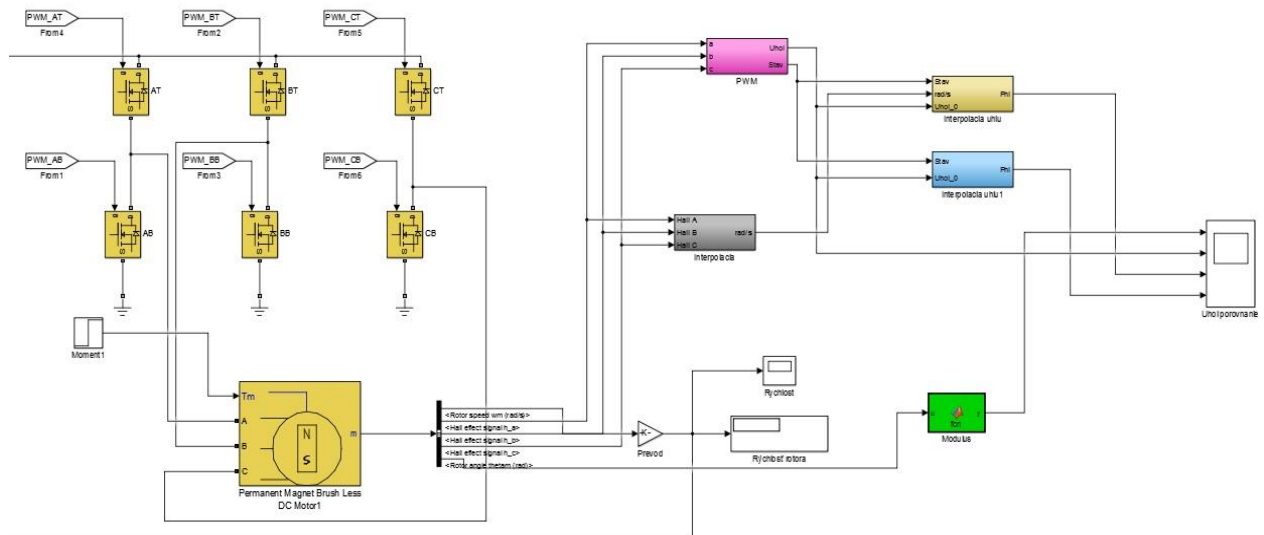 PWM_AT
From4
PWM_BT
From2
PWM_CT
From5
g
D
S
AT
g
D
S
BT
g
D
S
CT
PWM_AB
From1
PWM_BB
From3
PWM_CB
From6
g
D
S
AB
g
D
S
BB
g
D
S
CB
a
b
c
Uhol
Stav
PWM
Stav
rad/s
Uhol_0
Phi
Interpolacia uhlu
Stav
Uhol_0
Phi
Interpolacia uhlu1
Hall A
Hall B
Hall C
rad/s
Interpolacia
Uhol porovnanie
Moment1
Tm
A
B
C
N
S
m
Permanent Magnet Brush Less
DC Motor1
<Rotor speed wm (rad/s)>
<Hall effect signal h_a>
<Hall effect signal h_b>
<Hall effect signal h_c>
<Rotor angle thetam (rad)>
-K-
Prevod
Rychlost
Rýchlosť rotora
u
fcn
Modulus